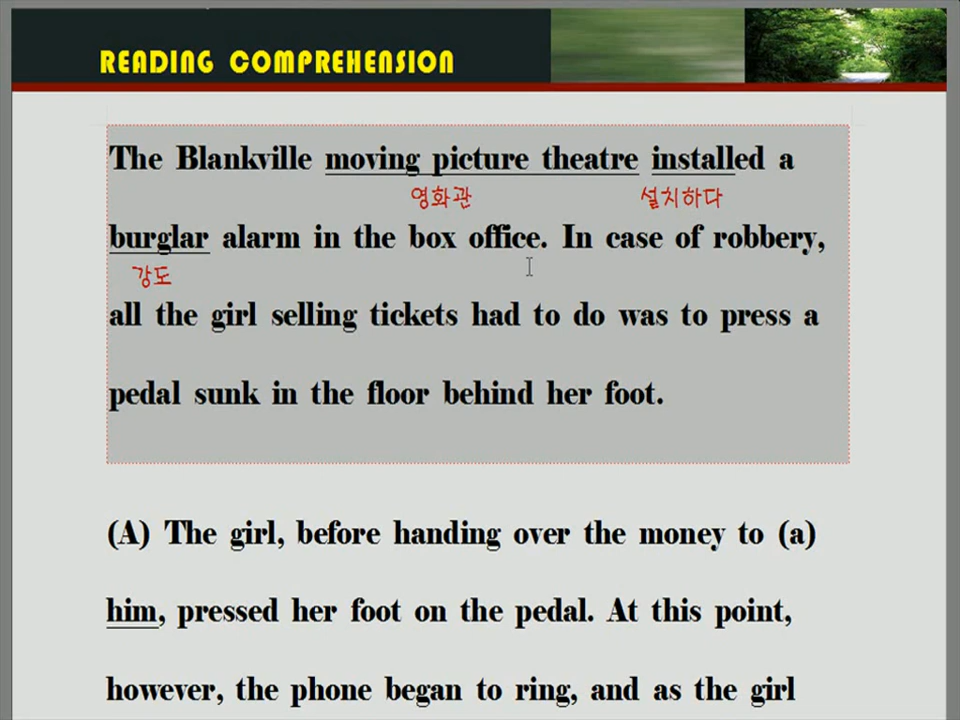 READING COMPREHENSION
The Blankville moving picture theatre installed a
영화관 설치하다
burglar alarm in the box office. In case of robbery,
강도
all the girl selling tickets had to do was to press a
pedal sunk in the floor behind her foot.
(A) The girl, before handing over the money to (a)
him, pressed her foot on the pedal. At this point,
however, the phone began to ring, and as the girl